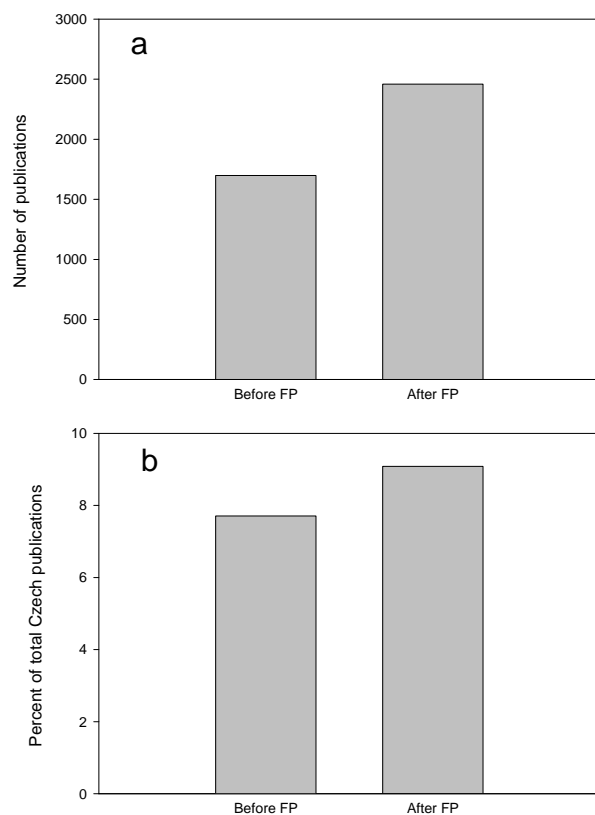 a
Number of publications
3000
2500
2000
1500
1000
500
0
Before FP
After FP
b
Percent of total Czech publications
10
8
6
4
2
0
Before FP
After FP